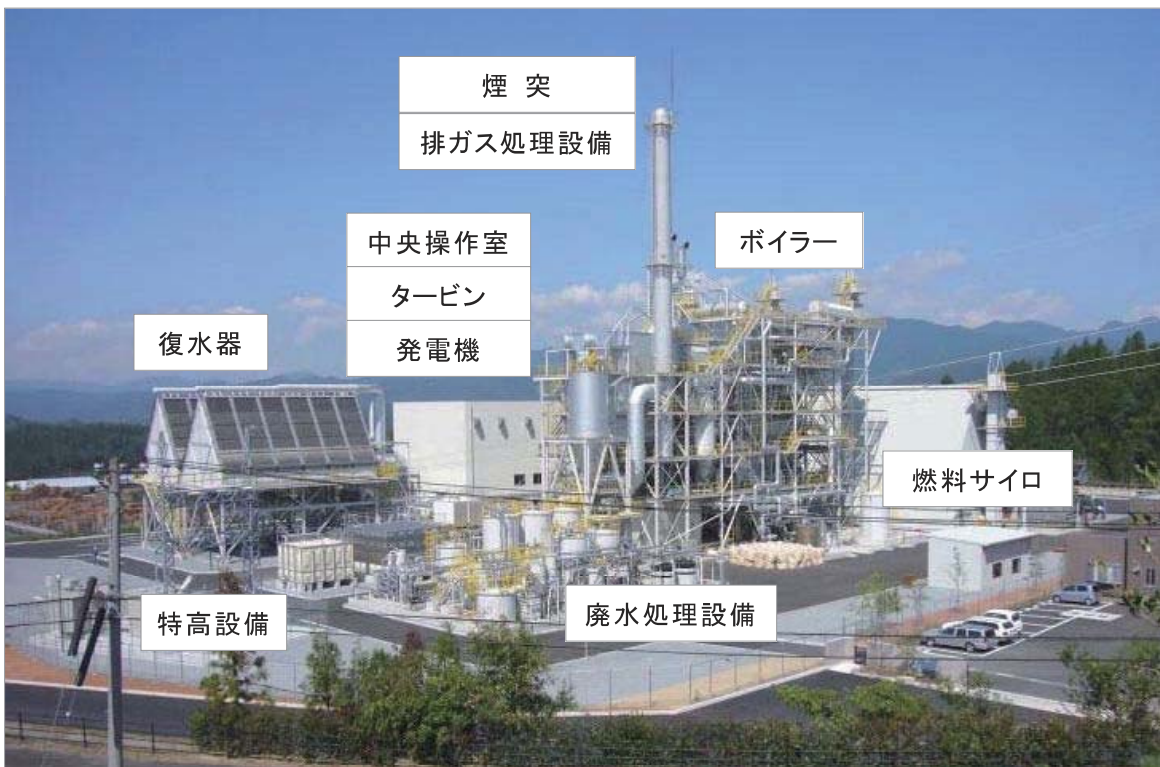 煙 突
排ガス処理設備
中央操作室
タービン
発電機
ボイラー
復水器
燃料サイロ
特高設備
廃水処理設備